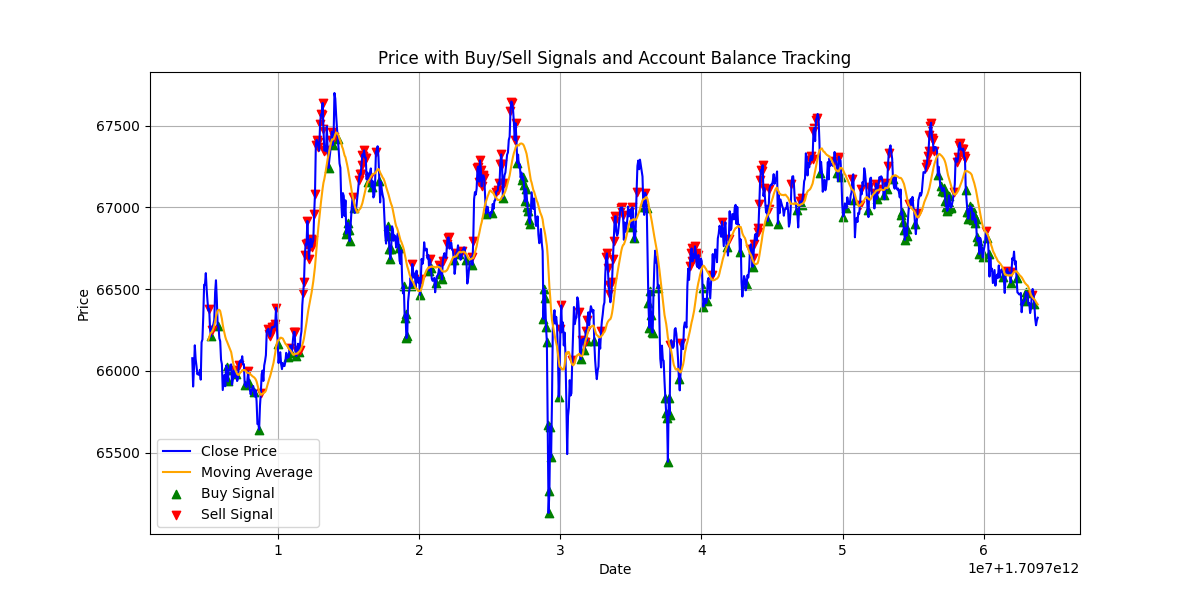 Price with Buy/Sell Signals and Account Balance Tracking
67500
67000
66500
66000
65500
Price
Close Price
Moving Average
Buy Signal
Sell Signal
1 2 3 4 5 6
Date
1e7+1.7097e12